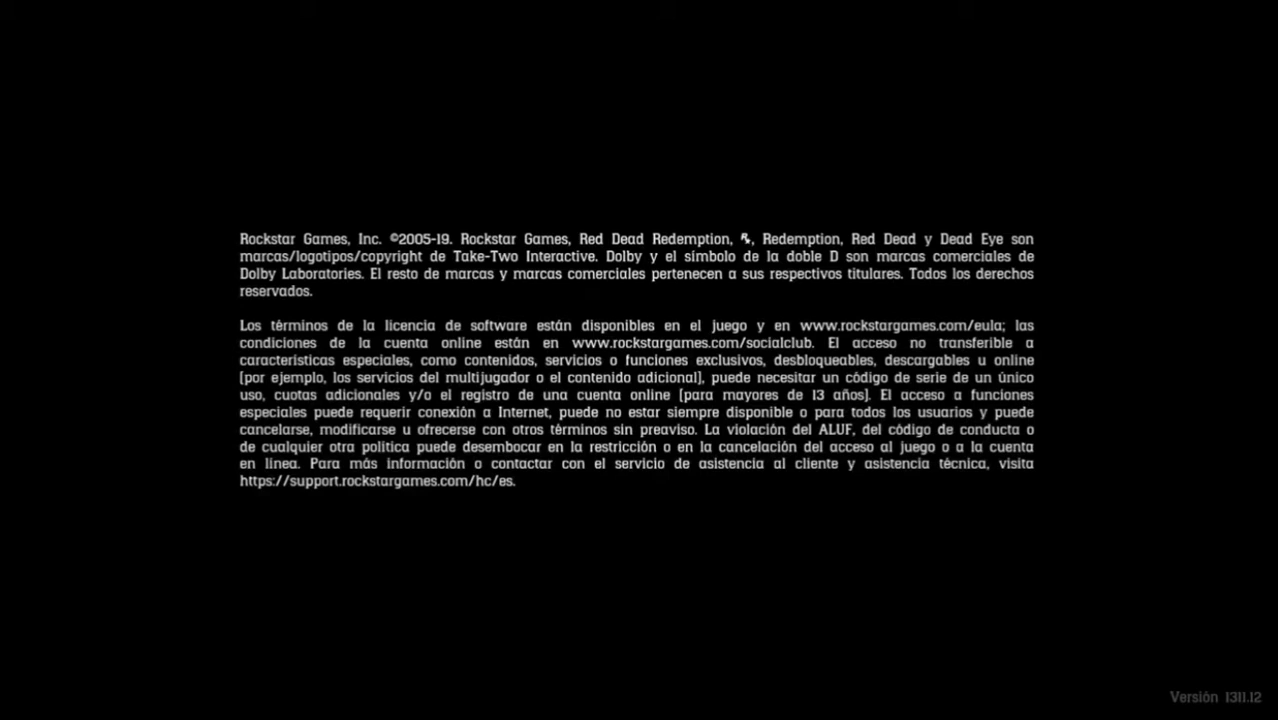 Rockstar Games, Inc. ©2005-19. Rockstar Games, Red Dead Redemption, , Redemption, Red Dead y Dead Eye son
marcas/logotipos/copyright de Take-Two Interactive. Dolby y el símbolo de la doble D son marcas comerciales de
Dolby Laboratories. El resto de marcas y marcas comerciales pertenecen a sus respectivos titulares. Todos los derechos
reservados.
Los términos de la licencia de software están disponibles en el juego y en www.rockstargames.com/eula; las
condiciones de la cuenta online están en www.rockstargames.com/socialclub. El acceso no transferible a
características especiales, como contenidos, servicios o funciones exclusivos, desbloqueables, descargables u online
(por ejemplo, los servicios del multijugador o el contenido adicional), puede necesitar un código de serie de un único
uso, cuotas adicionales y/o el registro de una cuenta online (para mayores de 13 años). El acceso a funciones
especiales puede requerir conexión a Internet, puede no estar siempre disponible o para todos los usuarios y puede
cancelarse, modificarse u ofrecerse con otros términos sin preaviso. La violación del ALUF, del código de conducta o
de cualquier otra política puede desembocar en la restricción o en la cancelación del acceso al juego o a la cuenta
en línea. Para más información o contactar con el servicio de asistencia al cliente y asistencia técnica, visita
https://support.rockstargames.com/hc/es.
Versión 1311.12